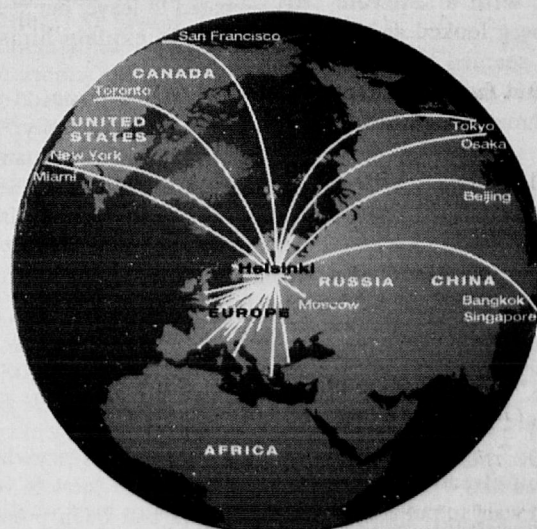 San Francisco
CANADA
Toronto
UNITED
STATES
Tokyo
Osaka
New York
Miami
Beijing
Helsinki
RUSSIA
CHINA
Moscow
Bangkok
Singapore
EUROPE
AFRICA